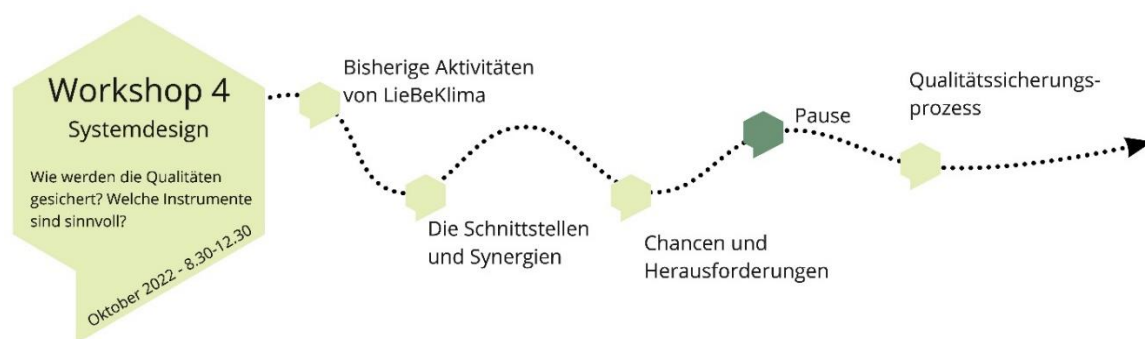 Workshop 4
Systemdesign
Wie werden die Qualitäten
gesichert? Welche Instrumente
sind sinnvoll?
Oktober 2022 - 8.30-12.30
Bisherige Aktivitäten
von LieBeKlima
Die Schnittstellen
und Synergien
Chancen und
Herausforderungen
Pause
Qualitätssicherungs-
prozess